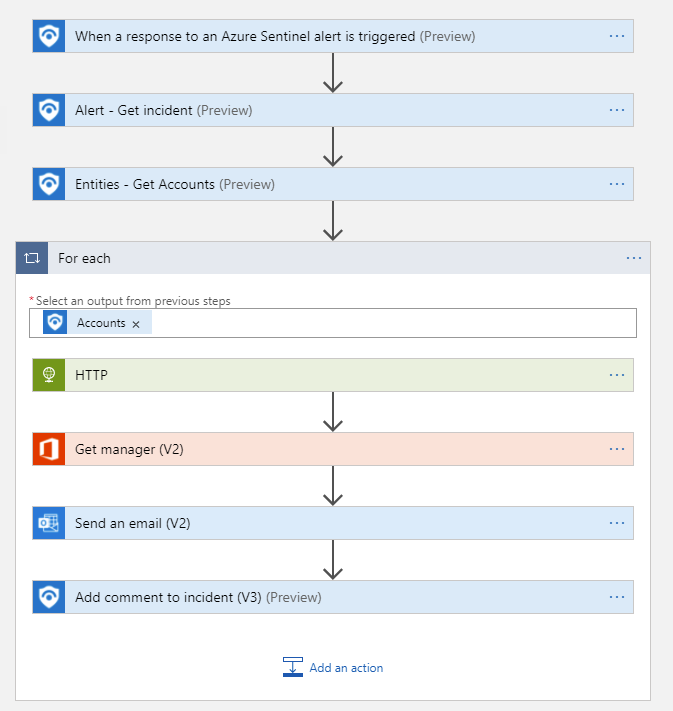 When a response to an Azure Sentinel alert is triggered (Preview)
Alert - Get incident (Preview)
Entities - Get Accounts (Preview)
For each
*Select an output from previous steps
Accounts ×
HTTP
Get manager (V2)
Send an email (V2)
Add comment to incident (V3) (Preview)
Add an action